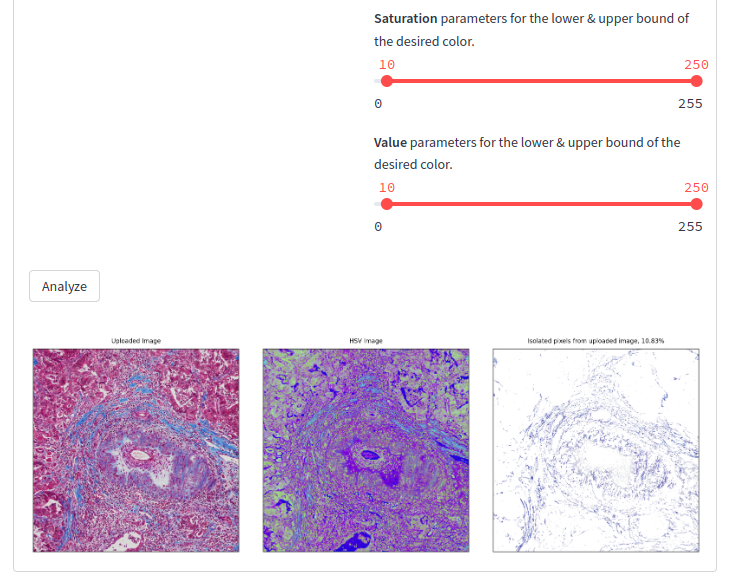 Saturation parameters for the lower & upper bound of
the desired color.
10 250
0 255
Value parameters for the lower & upper bound of the
desired color.
10 250
0 255
Analyze
Uploaded Image HSV Image Isolated pixels from uploaded image, 10.83%